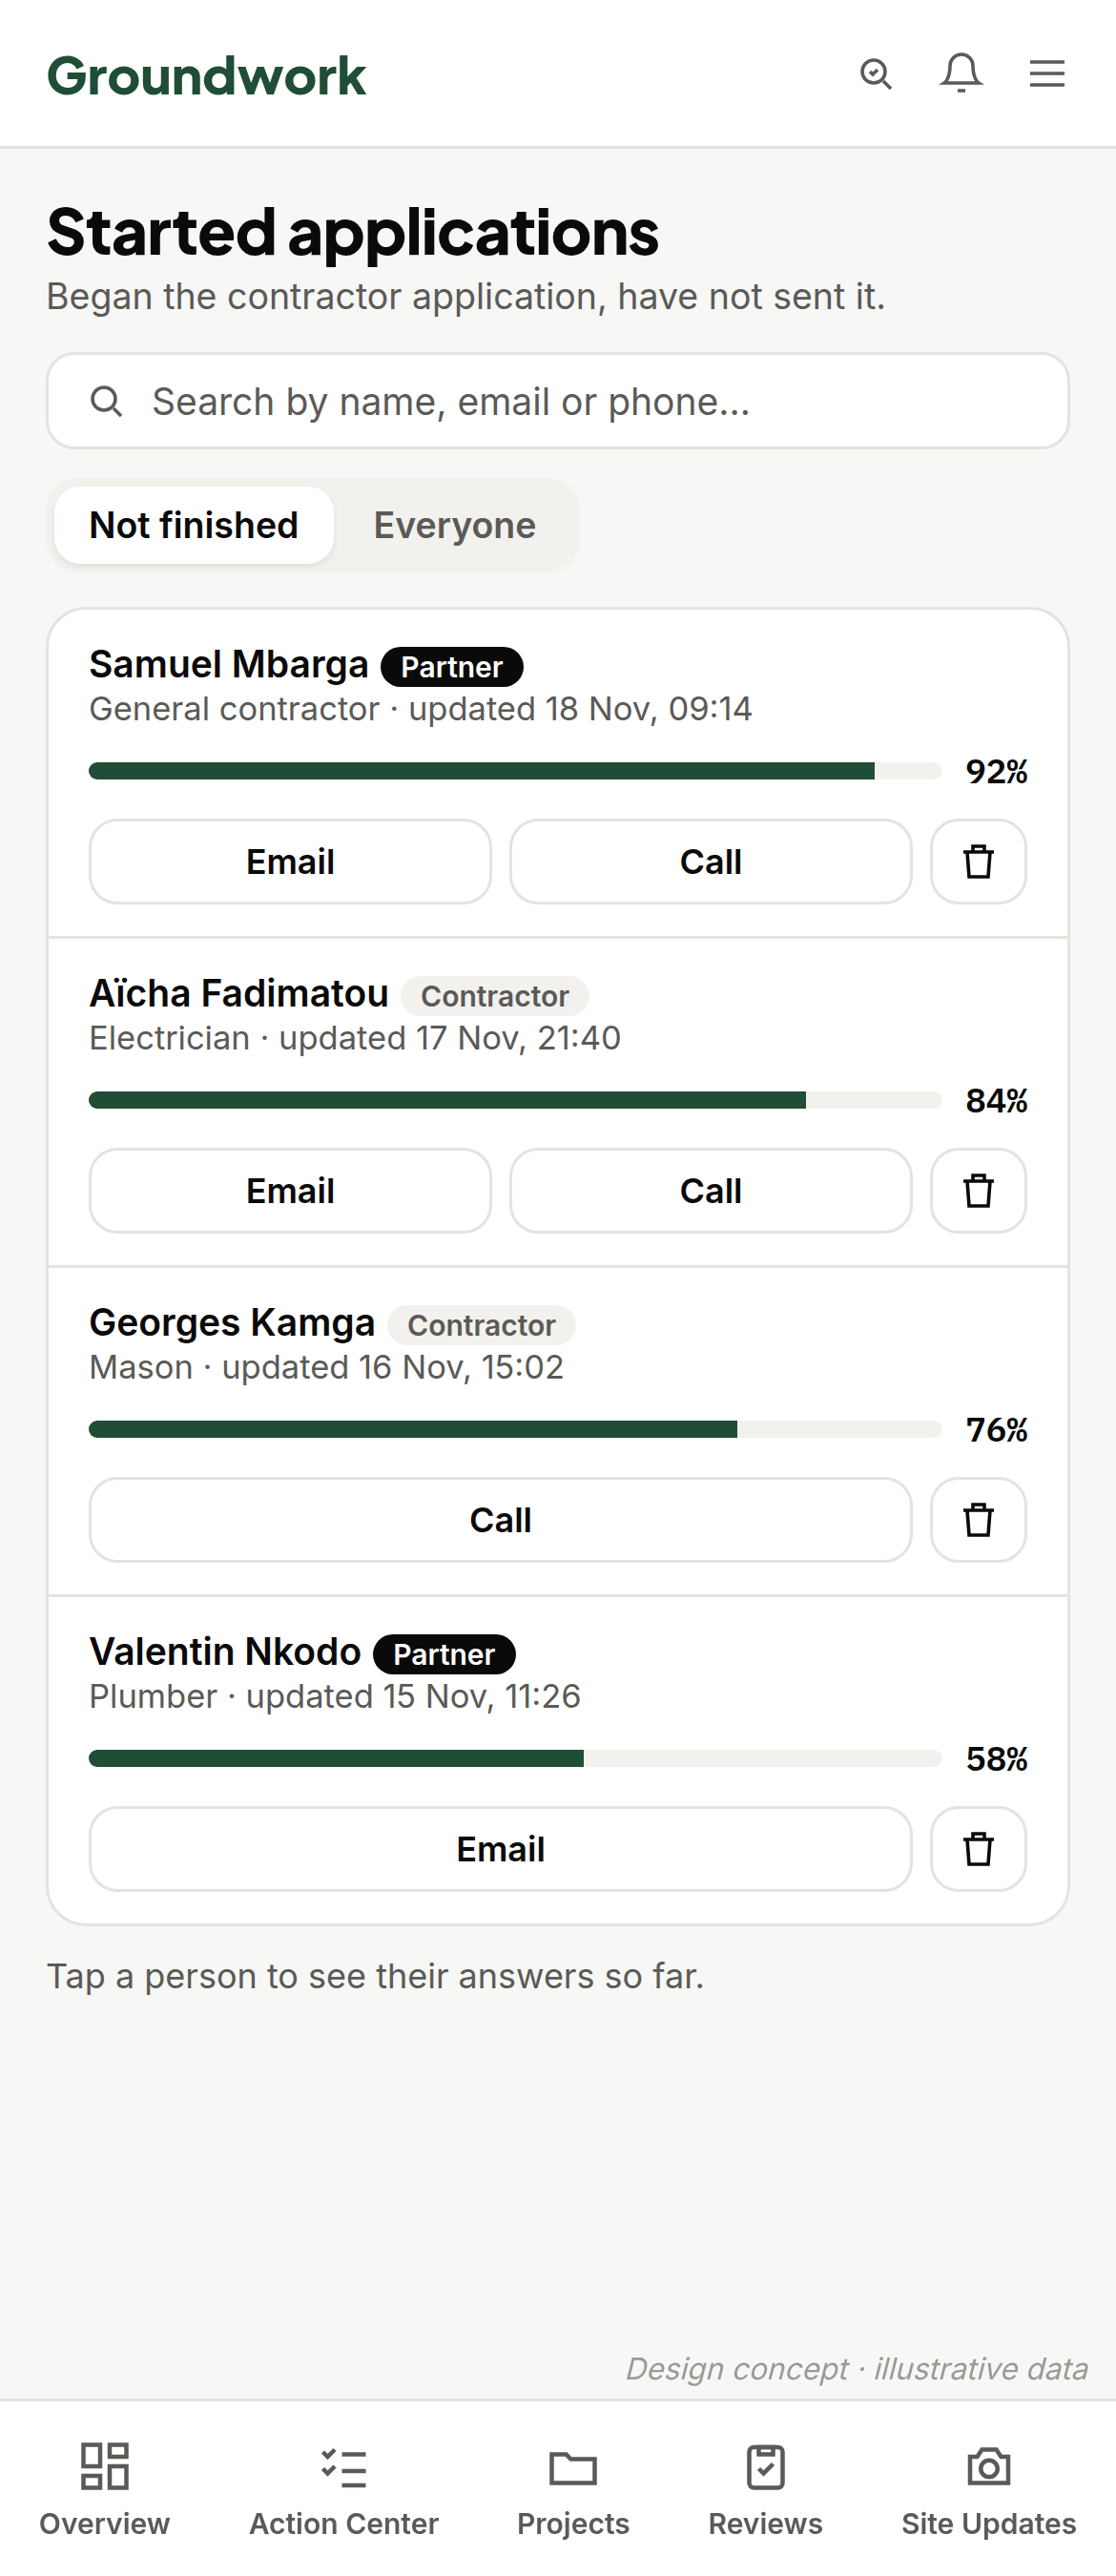 Groundwork
Started applications
Began the contractor application, have not sent it.
Search by name, email or phone...
Not finished Everyone
Samuel Mbarga Partner
General contractor · updated 18 Nov, 09:14
92%
Email Call
Aïcha Fadimatou Contractor
Electrician · updated 17 Nov, 21:40
84%
Email Call
Georges Kamga Contractor
Mason · updated 16 Nov, 15:02
76%
Call
Valentin Nkodo Partner
Plumber · updated 15 Nov, 11:26
58%
Email
Tap a person to see their answers so far.
Design concept · illustrative data
Overview Action Center Projects Reviews Site Updates